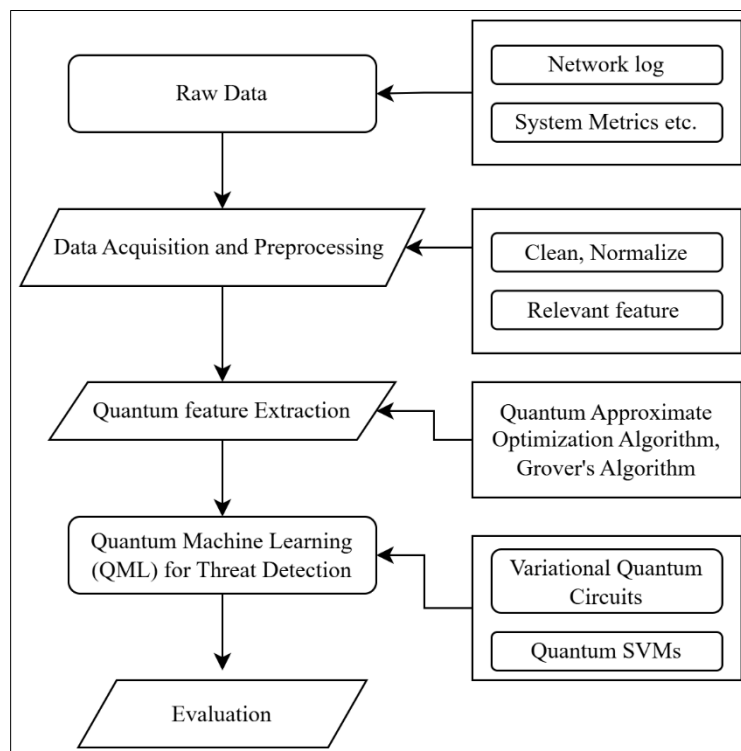 Raw Data
Network log
System Metrics etc.
Data Acquisition and Preprocessing
Clean, Normalize
Relevant feature
Quantum feature Extraction
Quantum Approximate
Optimization Algorithm,
Grover's Algorithm
Quantum Machine Learning
(QML) for Threat Detection
Variational Quantum
Circuits
Quantum SVMs
Evaluation